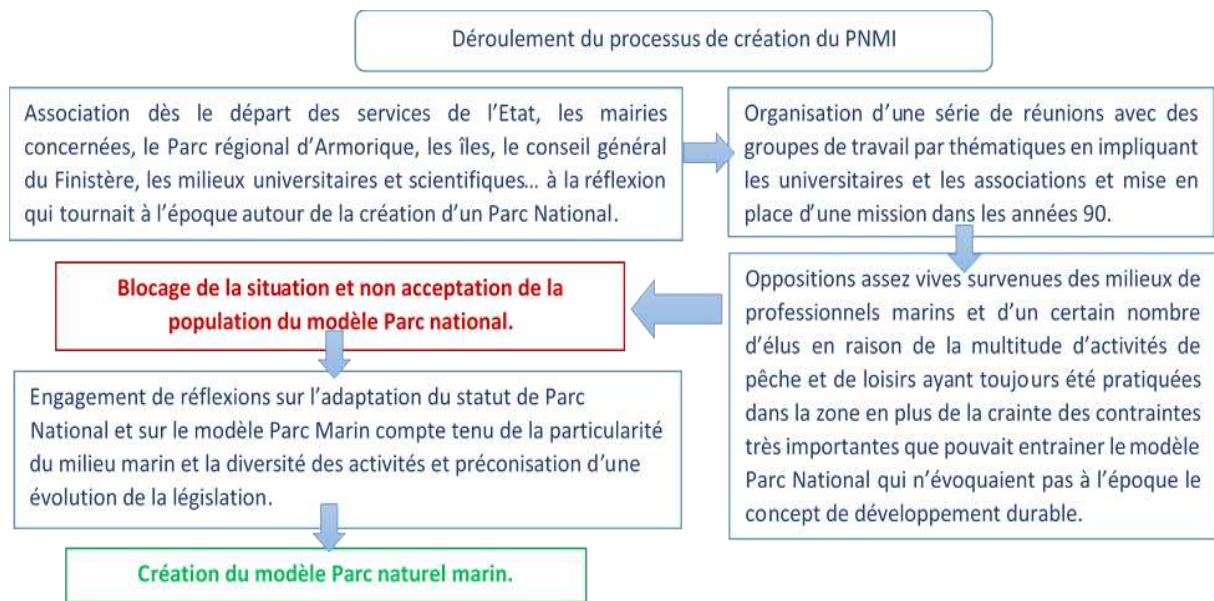 Déroulement du processus de création du PNMI
Association dès le départ des services de l'Etat, les mairies
concernées, le Parc régional d'Armorique, les îles, le conseil général
du Finistère, les milieux universitaires et scientifiques... à la réflexion
qui tournait à l'époque autour de la création d'un Parc National.
Organisation d'une série de réunions avec des
groupes de travail par thématiques en impliquant
les universitaires et les associations et mise en
place d'une mission dans les années 90.
Oppositions assez vives survenues des milieux de
professionnels marins et d'un certain nombre
d'élus en raison de la multitude d'activités de
pêche et de loisirs ayant toujours été pratiquées
dans la zone en plus de la crainte des contraintes
très importantes que pouvait entrainer le modèle
Parc National qui n'évoquaient pas à l'époque le
concept de développement durable.
Blocage de la situation et non acceptation de la
population du modèle Parc national.
Engagement de réflexions sur l'adaptation du statut de Parc
National et sur le modèle Parc Marin compte tenu de la particularité
du milieu marin et la diversité des activités et préconisation d'une
évolution de la législation.
Création du modèle Parc naturel marin.